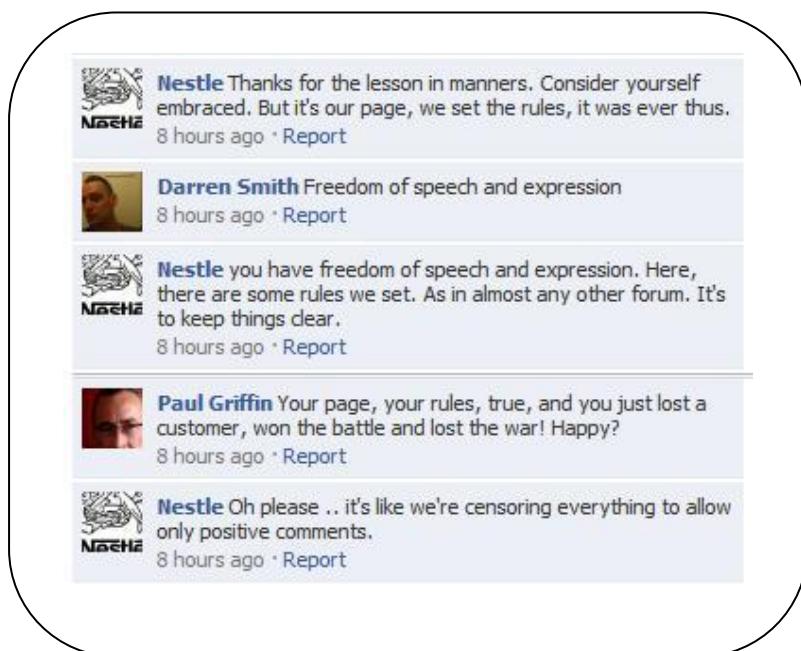 Nestle Thanks for the lesson in manners. Consider yourself
embraced. But it's our page, we set the rules, it was ever thus.
Nestlé
8 hours ago · Report
Darren Smith Freedom of speech and expression
8 hours ago · Report
Nestle you have freedom of speech and expression. Here,
there are some rules we set. As in almost any other forum. It's
Nestlé
to keep things clear.
8 hours ago · Report
Paul Griffin Your page, your rules, true, and you just lost a
customer, won the battle and lost the war! Happy?
8 hours ago · Report
Nestle Oh please .. it's like we're censoring everything to allow
only positive comments.
Nestlé
8 hours ago · Report